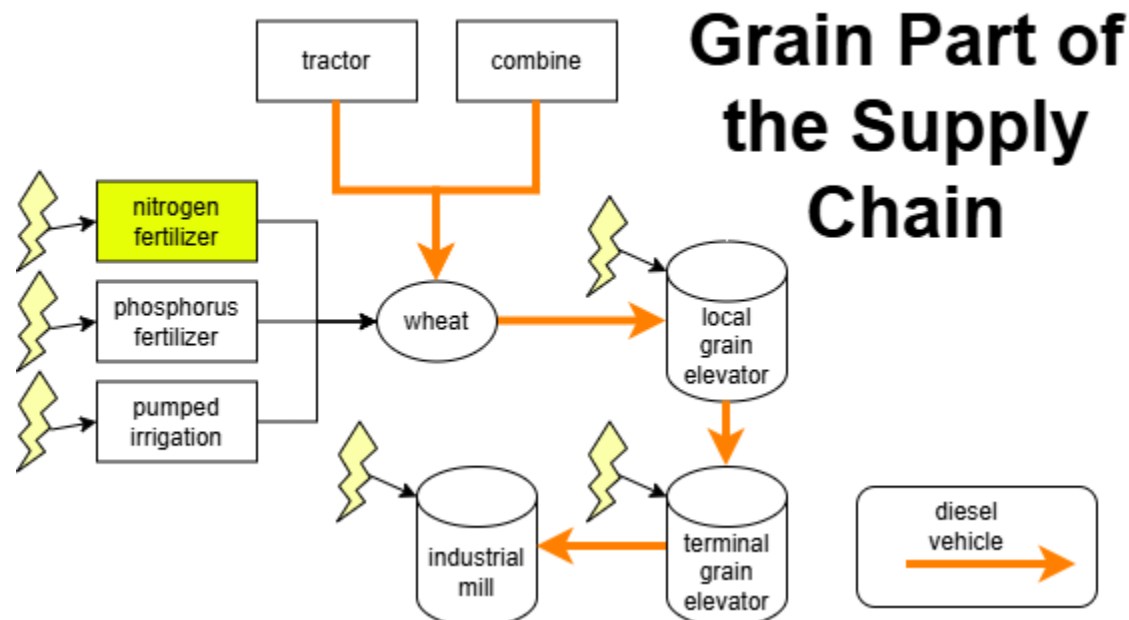 Grain Part of
the Supply
Chain
tractor
combine
nitrogen
fertilizer
phosphorus
fertilizer
pumped
irrigation
wheat
local
grain
elevator
terminal
grain
elevator
industrial
mill
diesel
vehicle